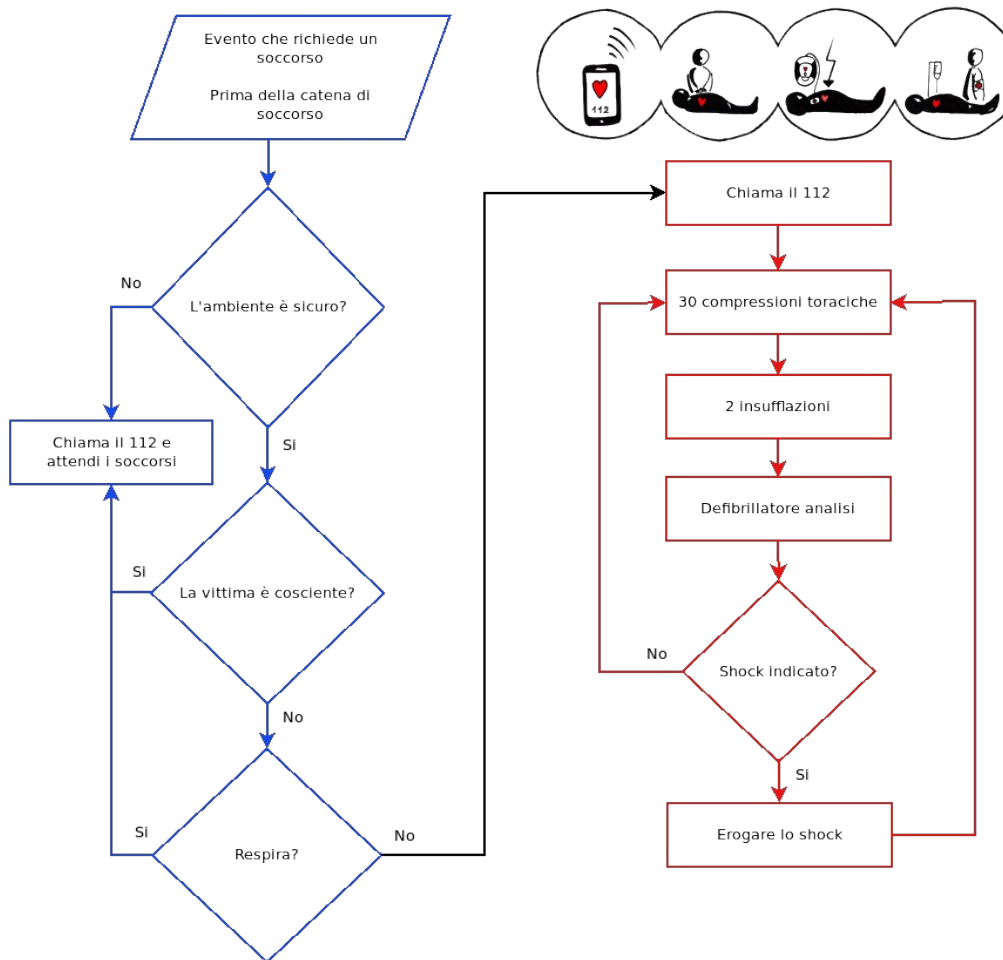 Evento che richiede un
soccorso
Prima della catena di
soccorso
No
L'ambiente è sicuro?
Chiama il 112 e
attendi i soccorsi
Si
Si
La vittima è cosciente?
No
Si
Respira?
No
112
Chiama il 112
30 compressioni toraciche
2 insufflazioni
Defibrillatore analisi
No
Shock indicato?
Si
Erogare lo shock